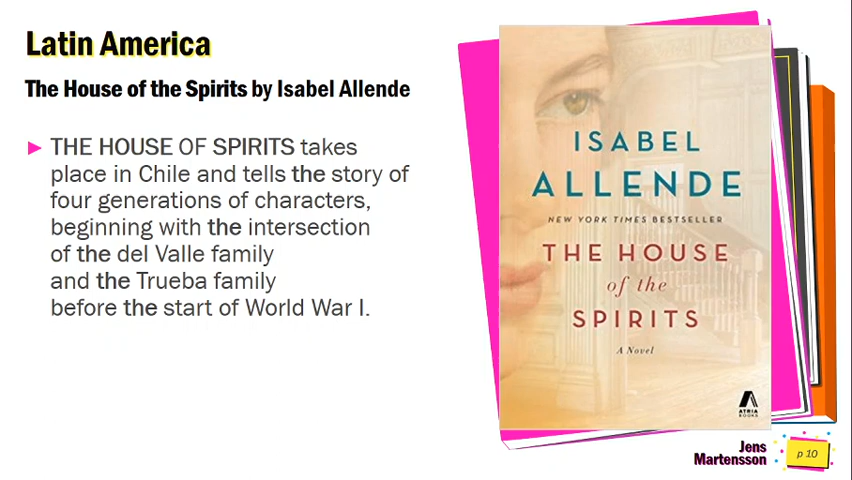 Latin America
The House of the Spirits by Isabel Allende
THE HOUSE OF SPIRITS takes
place in Chile and tells the story of
four generations of characters,
beginning with the intersection
of the del Valle family
and the Trueba family
before the start of World War I.
ISABEL
ALLENDE
NEW YORK TIMES BESTSELLER
THE HOUSE
of the
SPIRITS
A Novel
ATRIA
BOOKS
Jens
Martensson
p 10